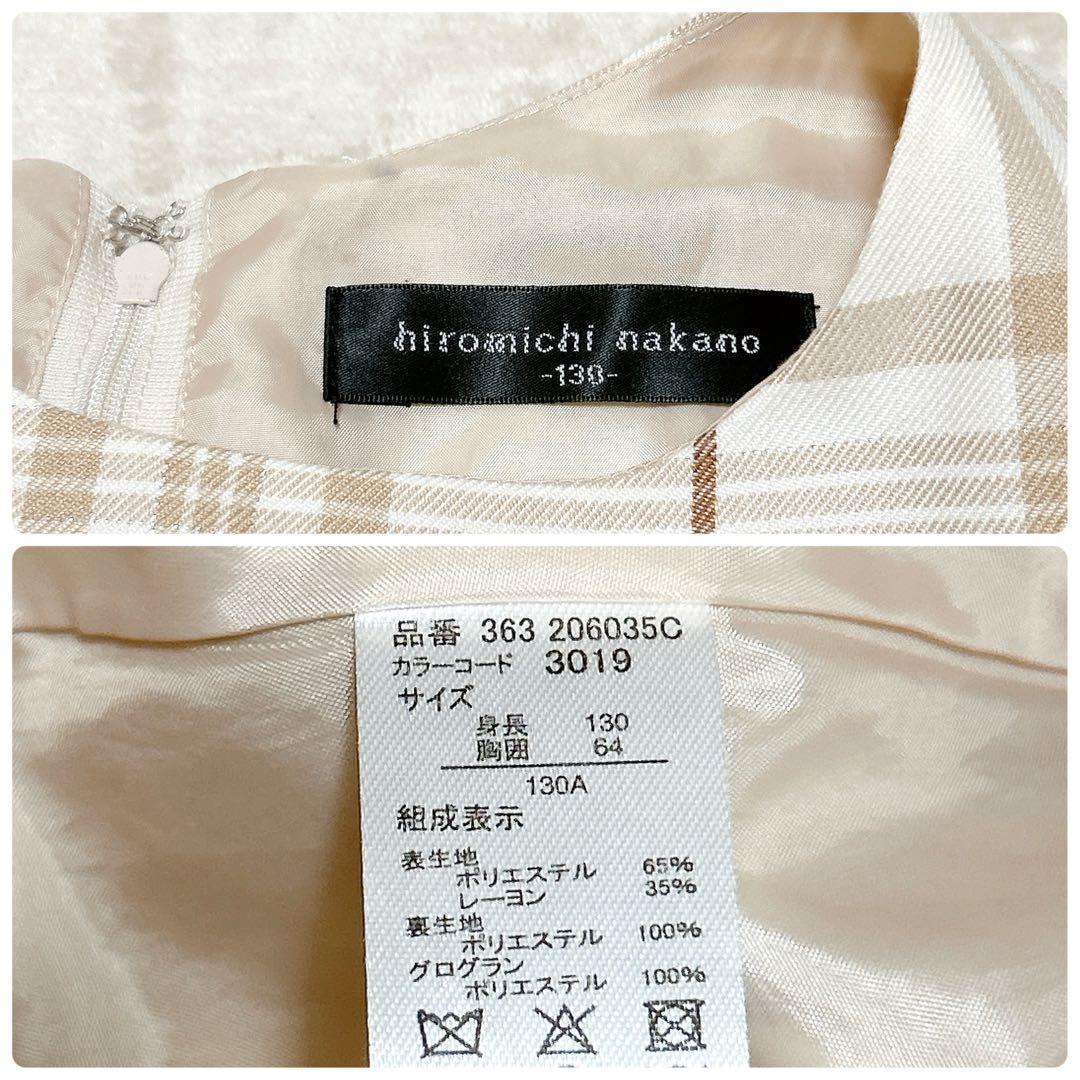 hiromichi nakano
-130-
品番 363 206035C
カラーコード 3019
サイズ
身長 130
胸囲 64
130A
組成表示
表生地
ポリエステル 65%
レーヨン 35%
裏生地
ポリエステル 100%
グログラン
ポリエステル 100%